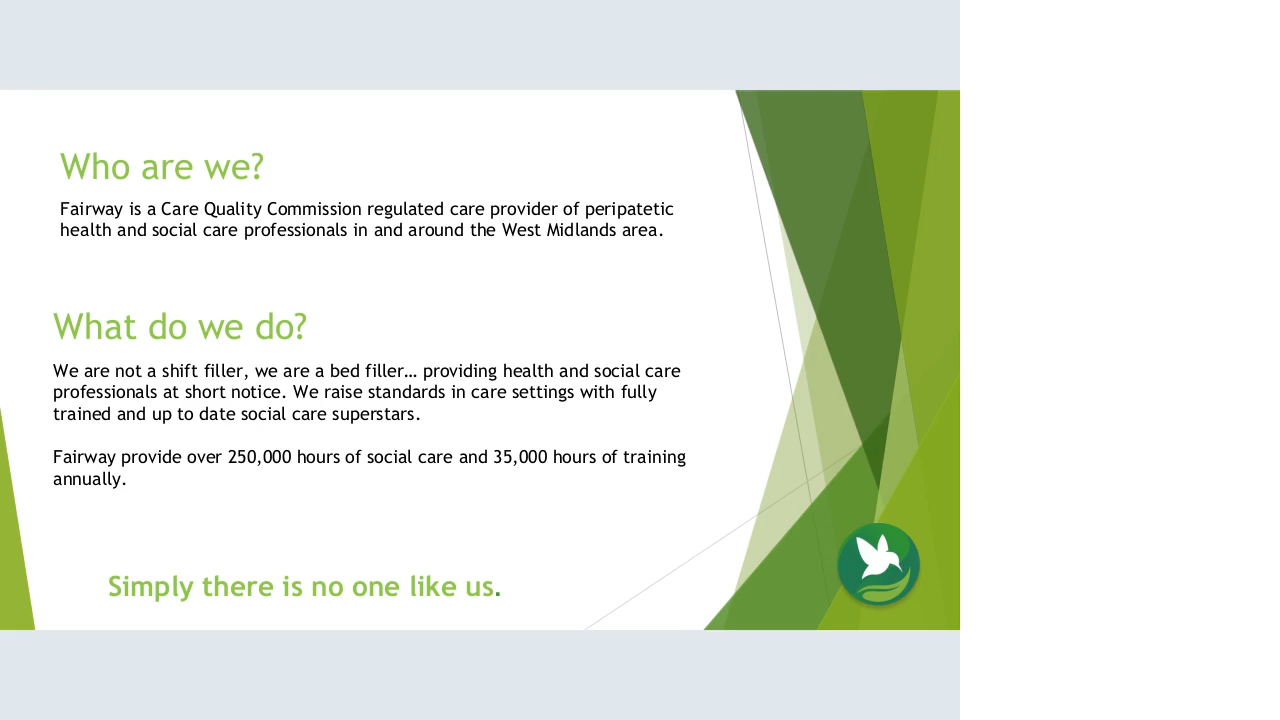 Who are we?
Fairway is a Care Quality Commission regulated care provider of peripatetic
health and social care professionals in and around the West Midlands area.
What do we do?
We are not a shift filler, we are a bed filler… providing health and social care
professionals at short notice. We raise standards in care settings with fully
trained and up to date social care superstars.
Fairway provide over 250,000 hours of social care and 35,000 hours of training
annually.
Simply there is no one like us.